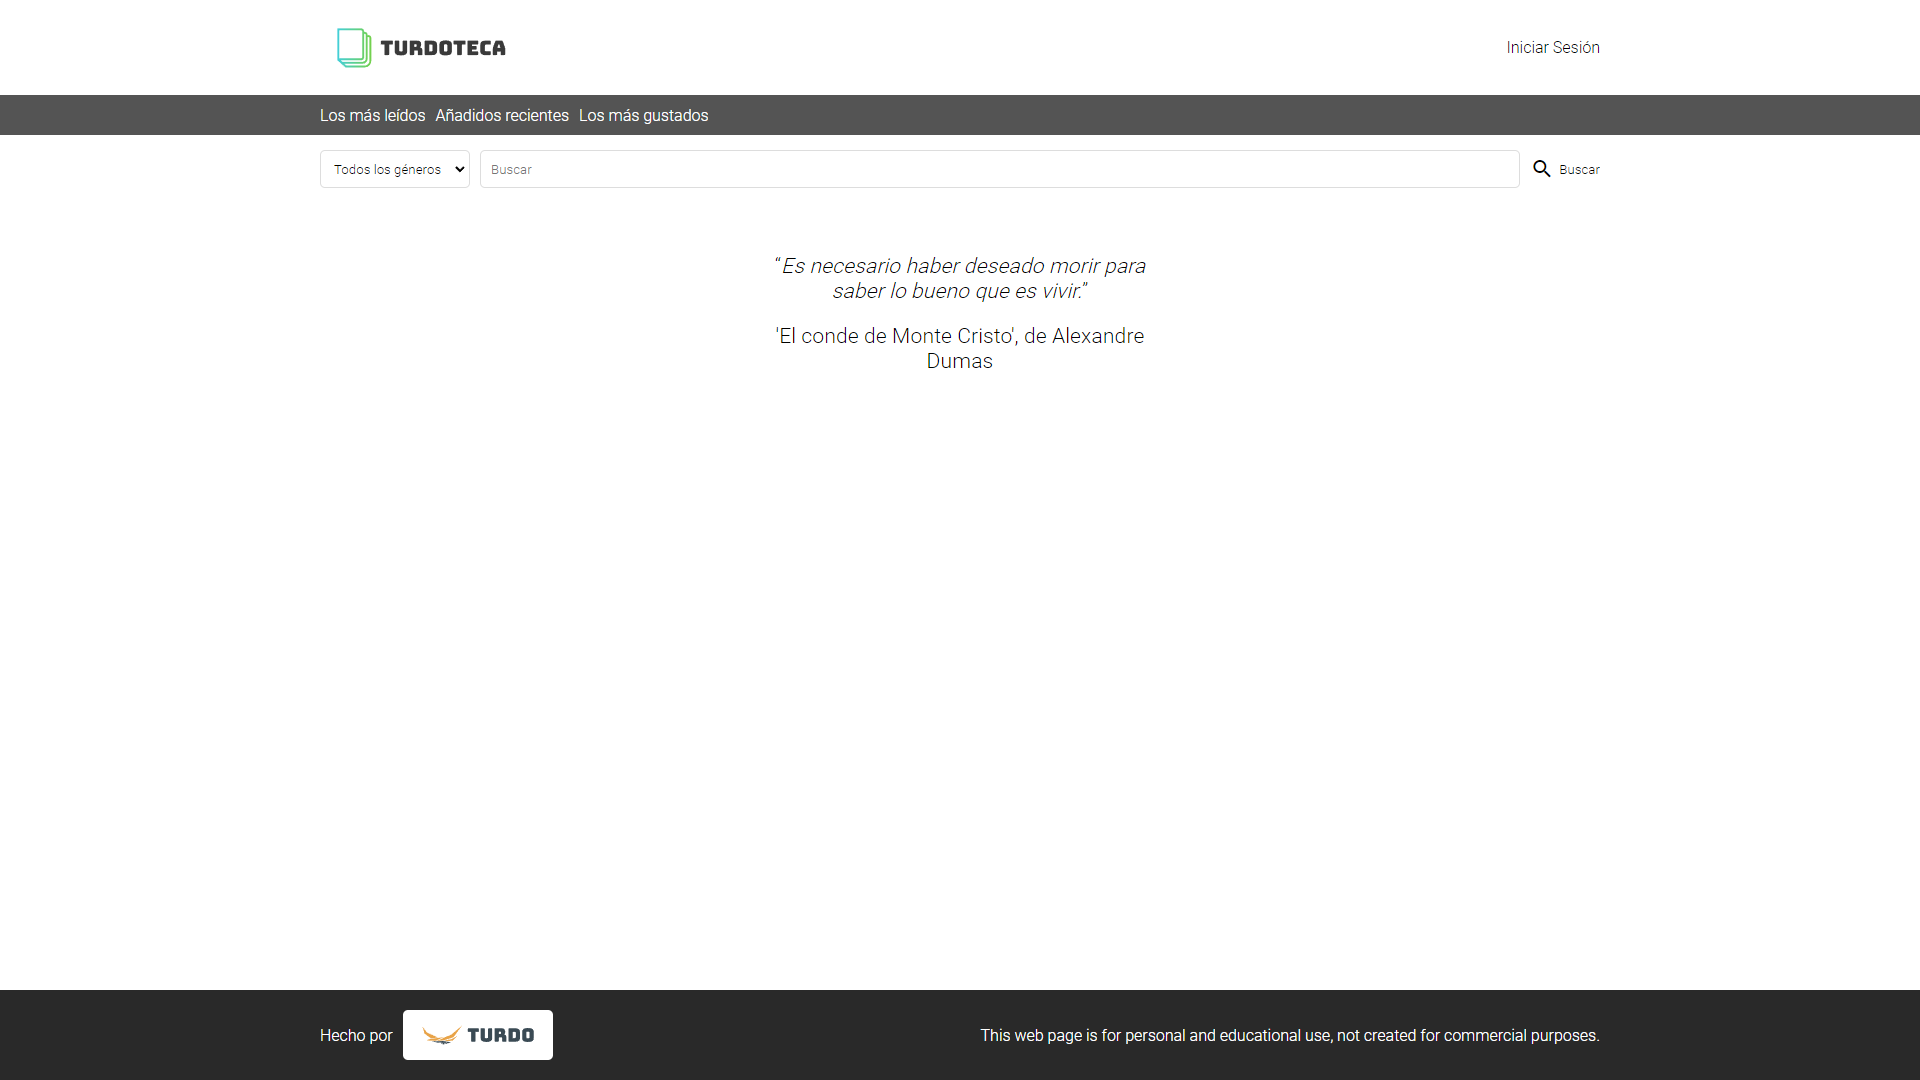 TURDOTECA
Iniciar Sesión
Los más leídos Añadidos recientes Los más gustados
Todos los géneros Buscar Buscar
“Es necesario haber deseado morir para
saber lo bueno que es vivir.”
'El conde de Monte Cristo', de Alexandre
Dumas
Hecho por TURDO This web page is for personal and educational use, not created for commercial purposes.